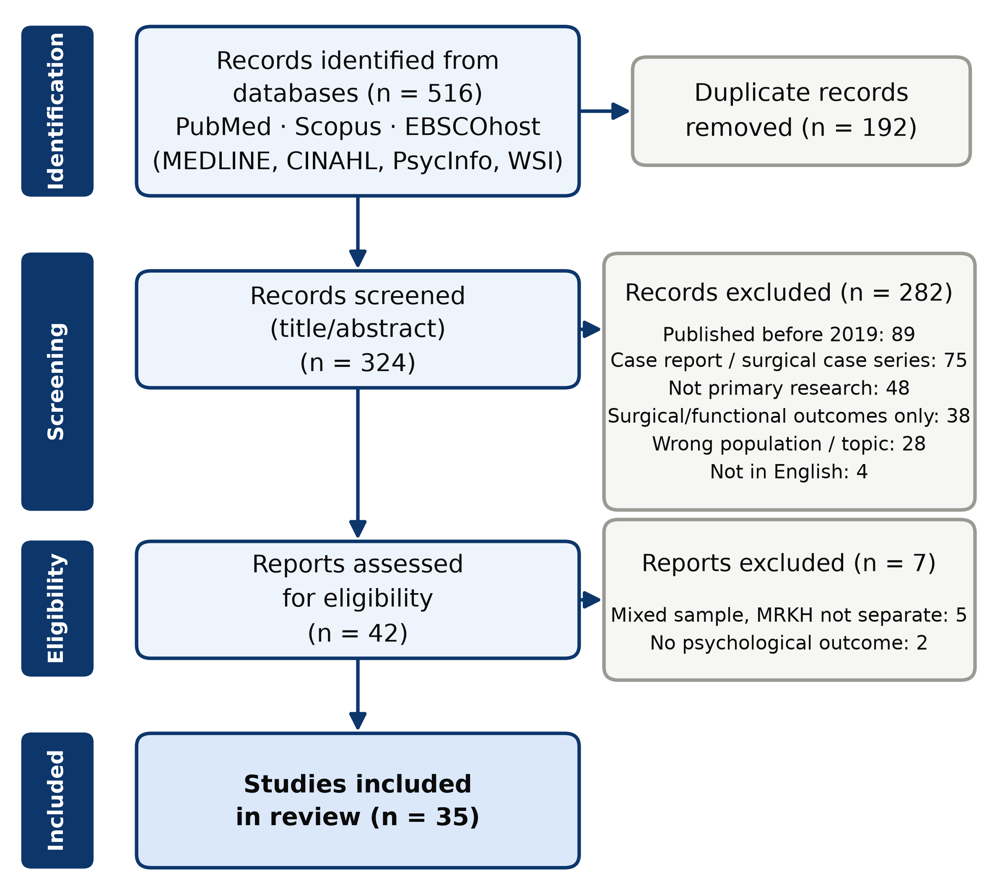 Identification
Records identified from
databases (n = 516)
PubMed · Scopus · EBSCOhost
(MEDLINE, CINAHL, PsycInfo, WSI)
Duplicate records
removed (n = 192)
Screening
Records screened
(title/abstract)
(n = 324)
Records excluded (n = 282)
Published before 2019: 89
Case report / surgical case series: 75
Not primary research: 48
Surgical/functional outcomes only: 38
Wrong population / topic: 28
Not in English: 4
Eligibility
Reports assessed
for eligibility
(n = 42)
Reports excluded (n = 7)
Mixed sample, MRKH not separate: 5
No psychological outcome: 2
Included
Studies included
in review (n = 35)